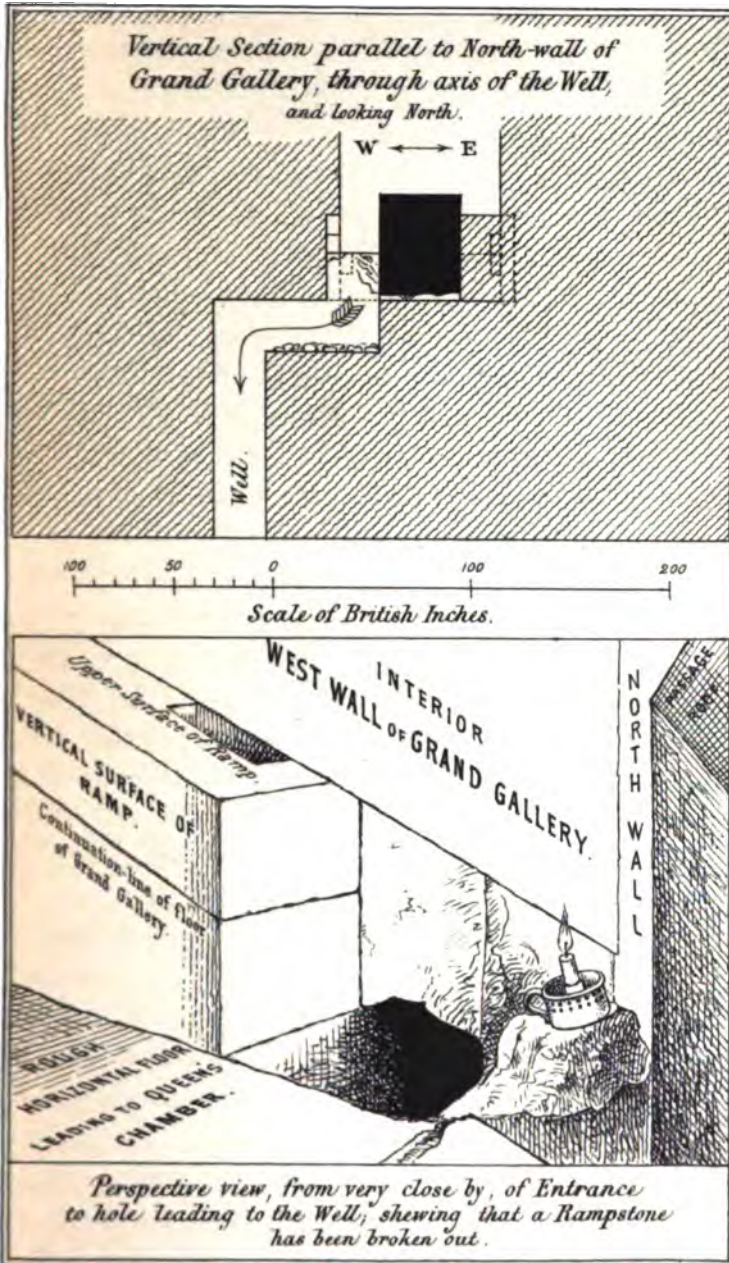 Vertical Section parallel to North-wall of
Grand Gallery, through axis of the Well,
and looking North.
W E
Well.
100 50 0 100 200
Scale of British Inches.
Upper-surface of Ramp.
VERTICAL SURFACE OF
RAMP.
Continuation-line of floor
of Grand Gallery.
INTERIOR
WEST WALL OF GRAND GALLERY.
NORTH WALL
PASSAGE
ROOF.
ROUGH
HORIZONTAL FLOOR
LEADING TO QUEENS
CHAMBER.
Perspective view, from very close by, of Entrance
to hole leading to the Well; shewing that a Rampstone
has been broken out.